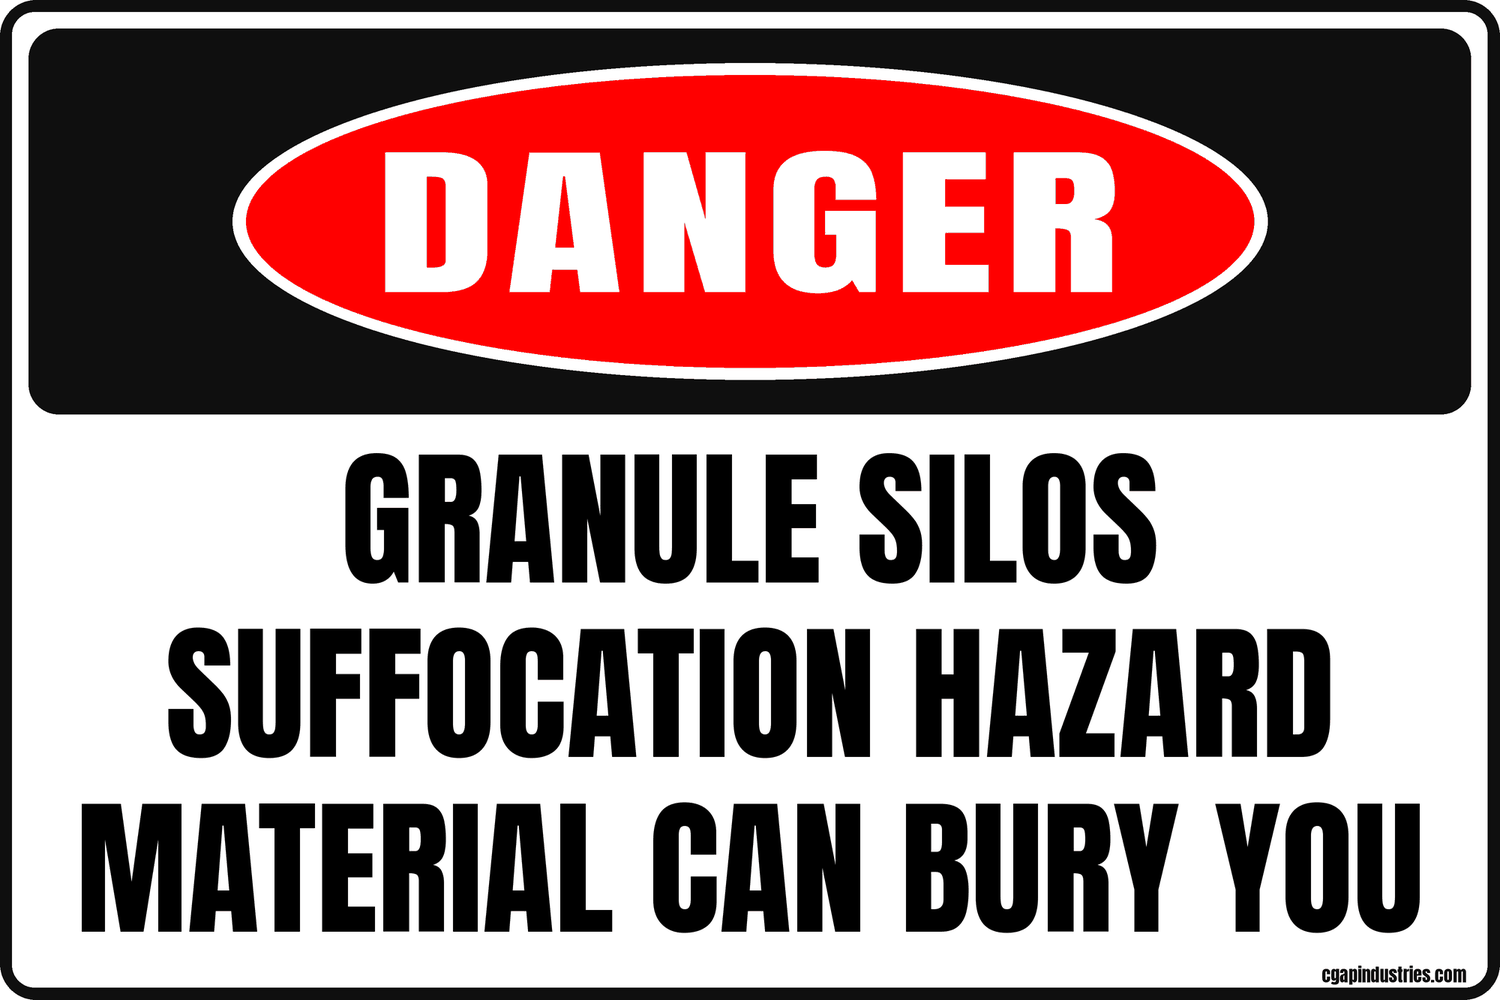 DANGER
GRANULE SILOS
SUFFOCATION HAZARD
MATERIAL CAN BURY YOU
cgapindustries.com